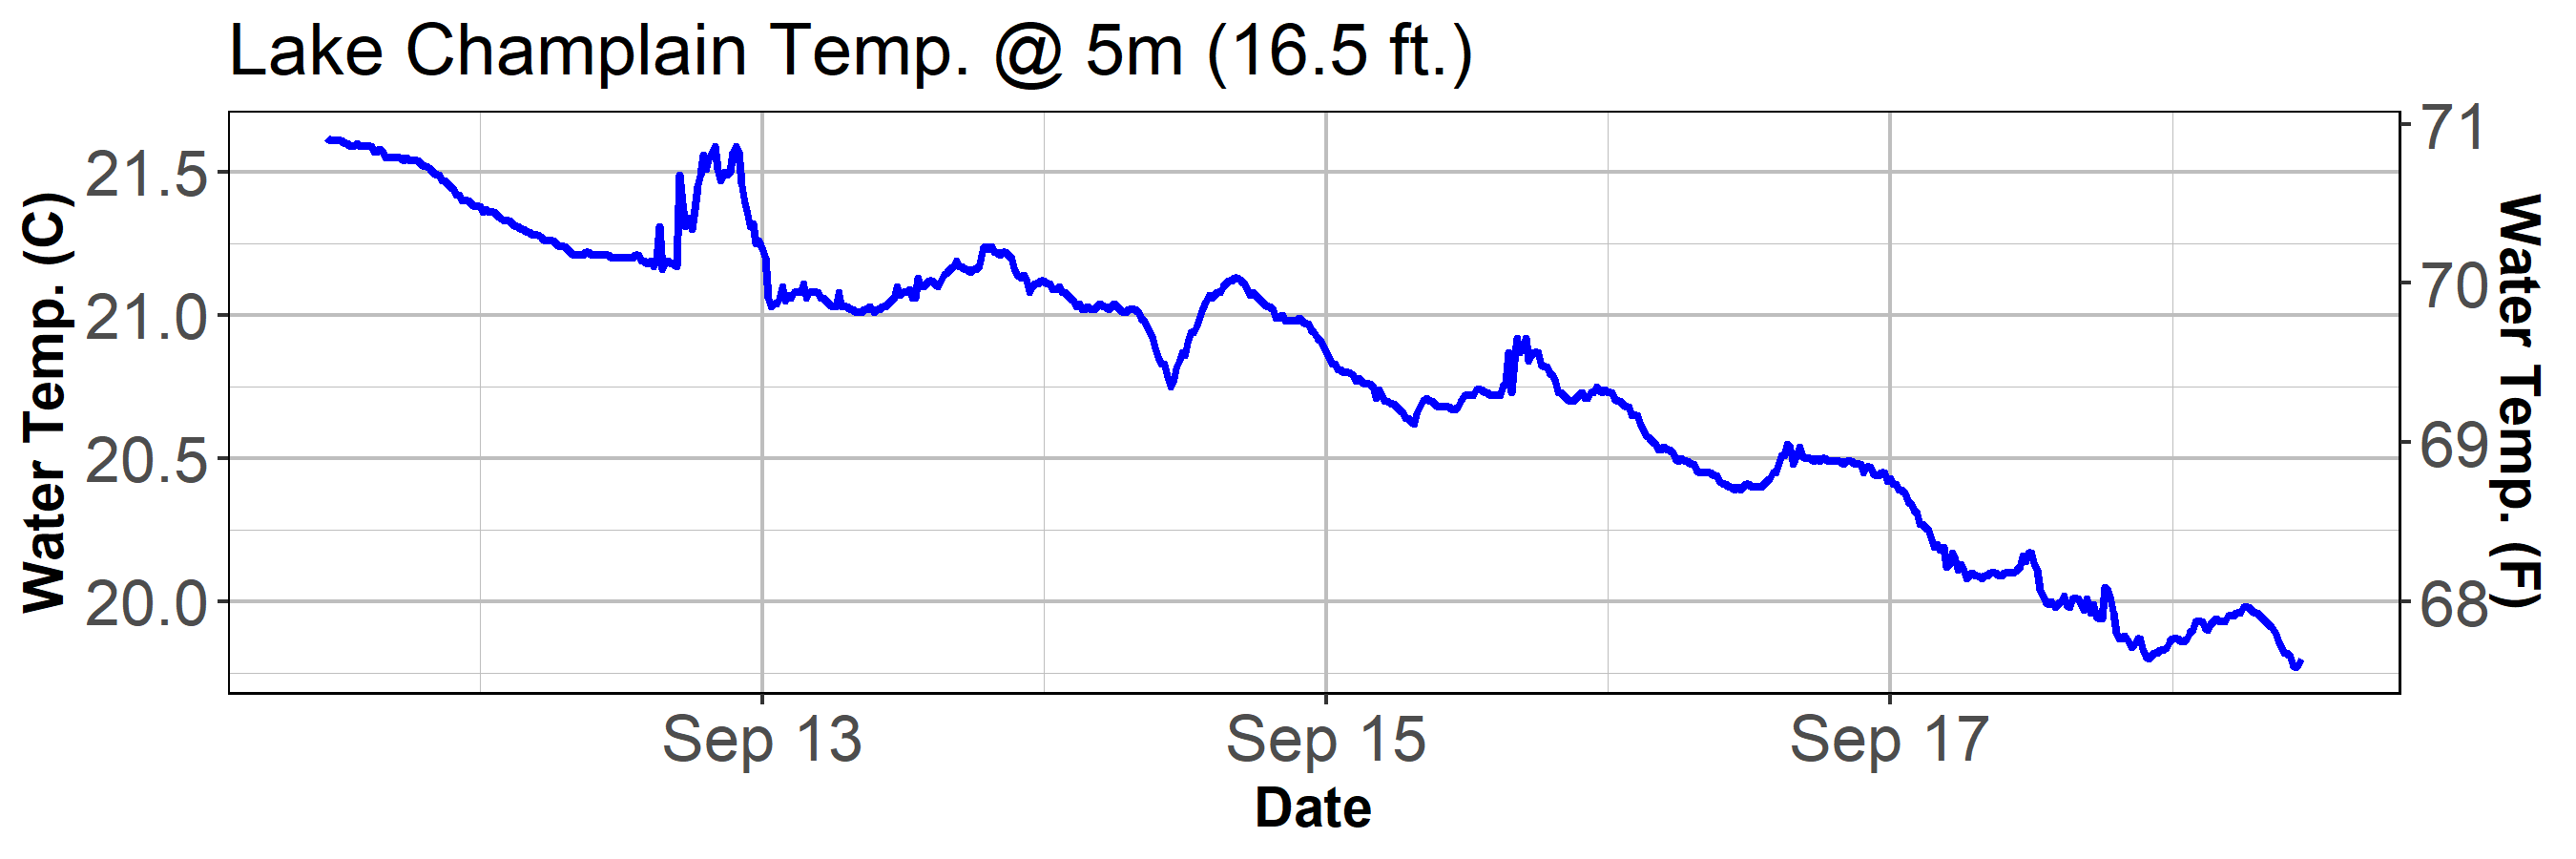 Lake Champlain Temp. @ 5m (16.5 ft.)
Water Temp. (C)
21.5
21.0
20.5
20.0
71
70
69
68
Water Temp. (F)
Sep 13
Sep 15
Sep 17
Date